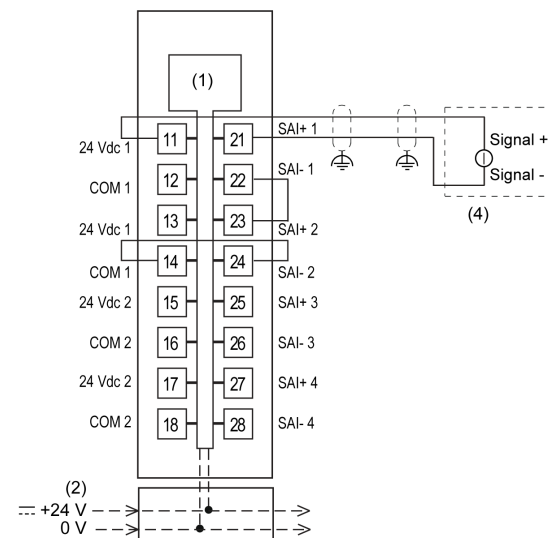 (1)
11 21 SAI+ 1
24 Vdc 1
Signal +
COM 1 12 22 SAI- 1
Signal -
(4)
24 Vdc 1 13 23 SAI+ 2
COM 1 14 24 SAI- 2
24 Vdc 2 15 25 SAI+ 3
COM 2 16 26 SAI- 3
24 Vdc 2 17 27 SAI+ 4
COM 2 18 28 SAI- 4
(2)
+24 V
0 V